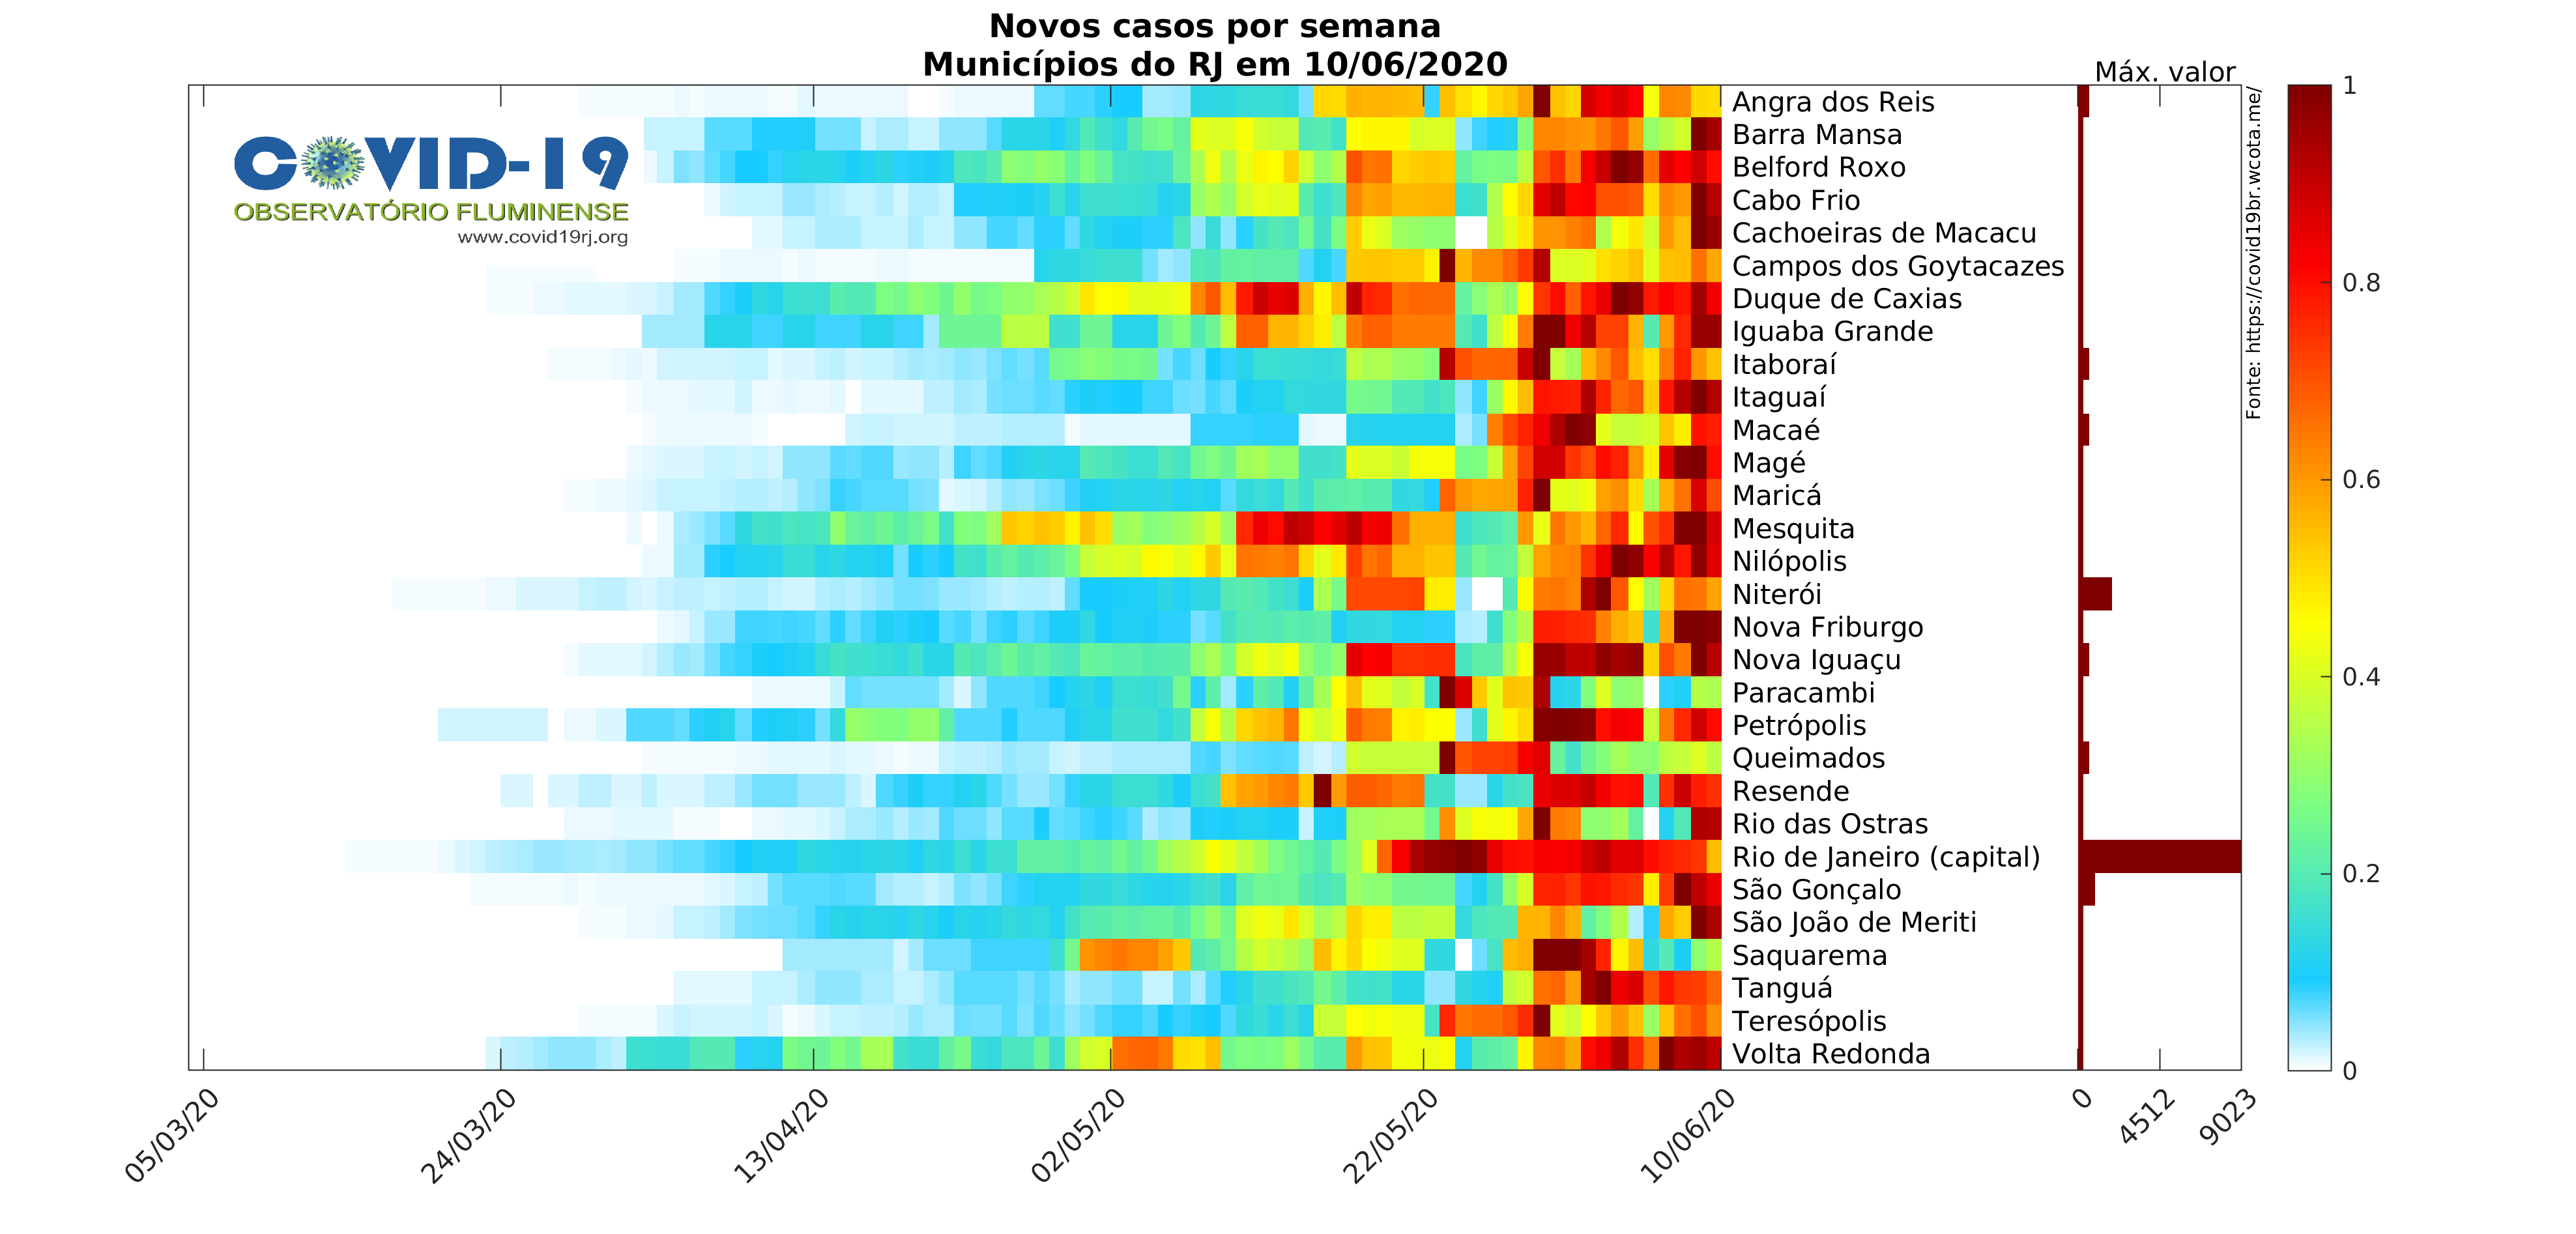 Novos casos por semana
Municípios do RJ em 10/06/2020
Máx. valor
COVID-19
OBSERVATÓRIO FLUMINENSE
www.covid19rj.org
Angra dos Reis
Barra Mansa
Belford Roxo
Cabo Frio
Cachoeiras de Macacu
Campos dos Goytacazes
Duque de Caxias
Iguaba Grande
Itaboraí
Itaguaí
Macaé
Magé
Maricá
Mesquita
Nilópolis
Niterói
Nova Friburgo
Nova Iguaçu
Paracambi
Petrópolis
Queimados
Resende
Rio das Ostras
Rio de Janeiro (capital)
São Gonçalo
São João de Meriti
Saquarema
Tanguá
Teresópolis
Volta Redonda
05/03/20
24/03/20
13/04/20
02/05/20
22/05/20
10/06/20
0
4512
9023
Fonte: https://covid19br.wcota.me/
1
0.8
0.6
0.4
0.2
0